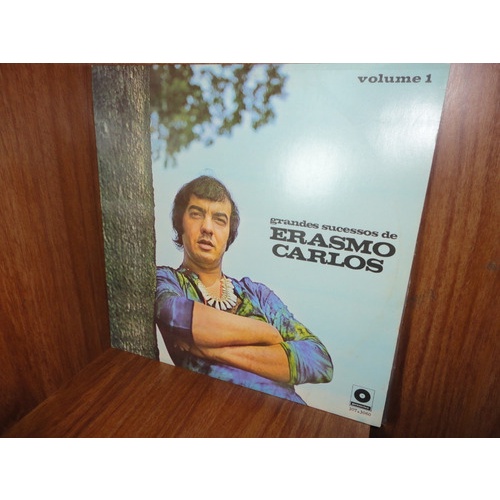 volume 1
grandes sucessos de
ERASMO
CARLOS